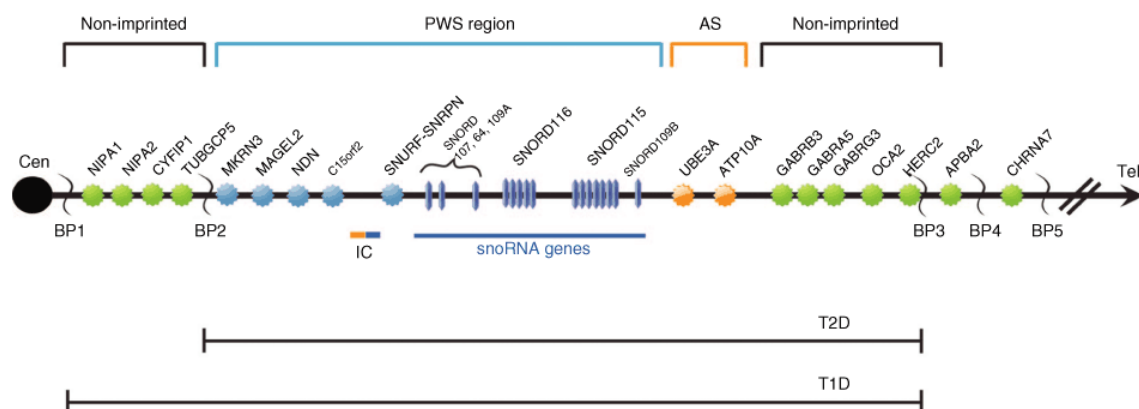 Non-imprinted
PWS region
AS
Non-imprinted
Cen
NIPA1
NIPA2
CYFIP1
TUBGCP5
MKRN3
MAGEL2
NDN
C15orf2
SNURF-SNRPN
SNORD
107, 64, 109A
SNORD116
SNORD115
SNORD109B
UBE3A
ATP10A
GABRB3
GABRA5
GABRG3
OCA2
HERC2
APBA2
CHRNA7
Tel
BP1
BP2
IC
snoRNA genes
BP3
BP4
BP5
T2D
T1D